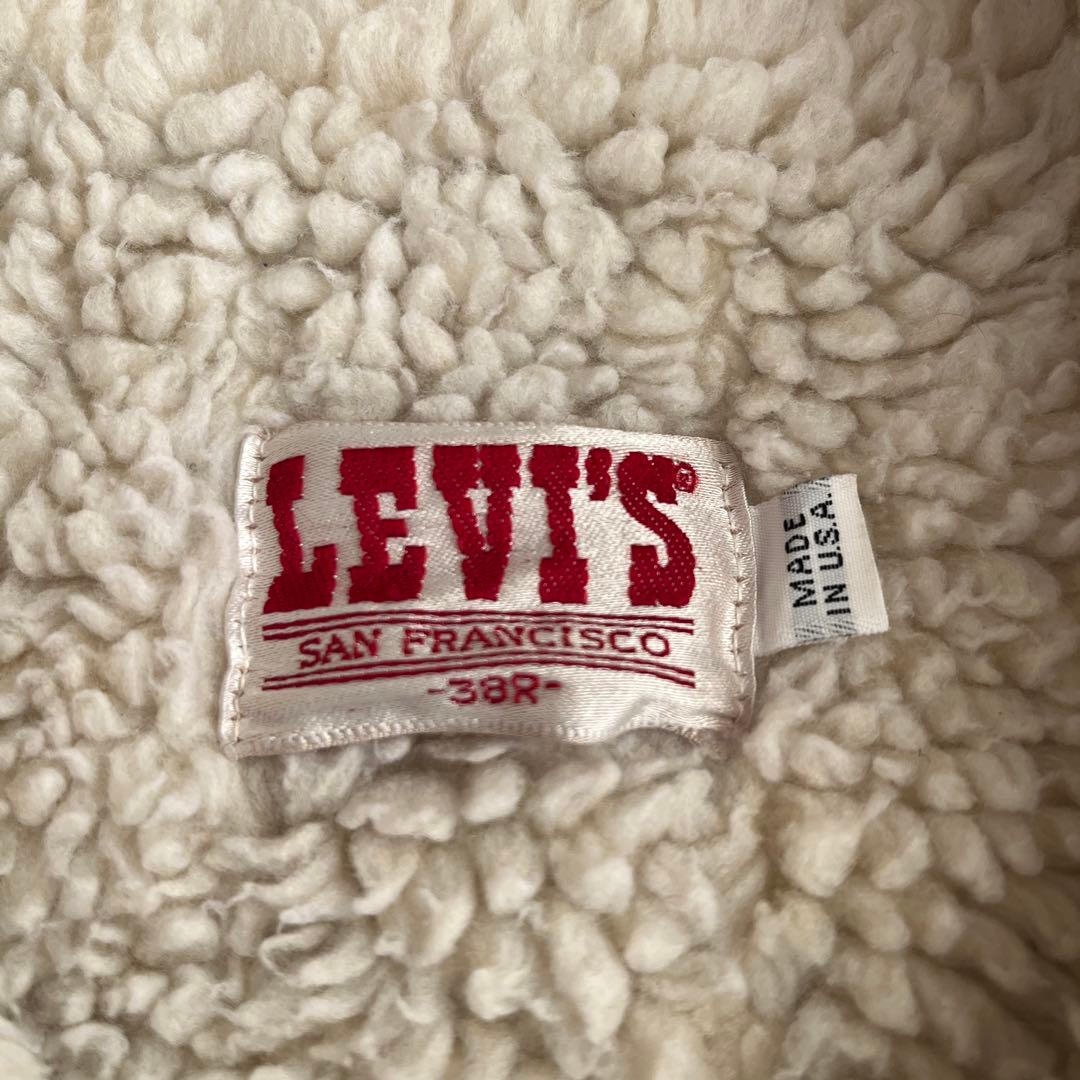 LEVI'S®
SAN FRANCISCO
-38R-
MADE
IN U.S.A.